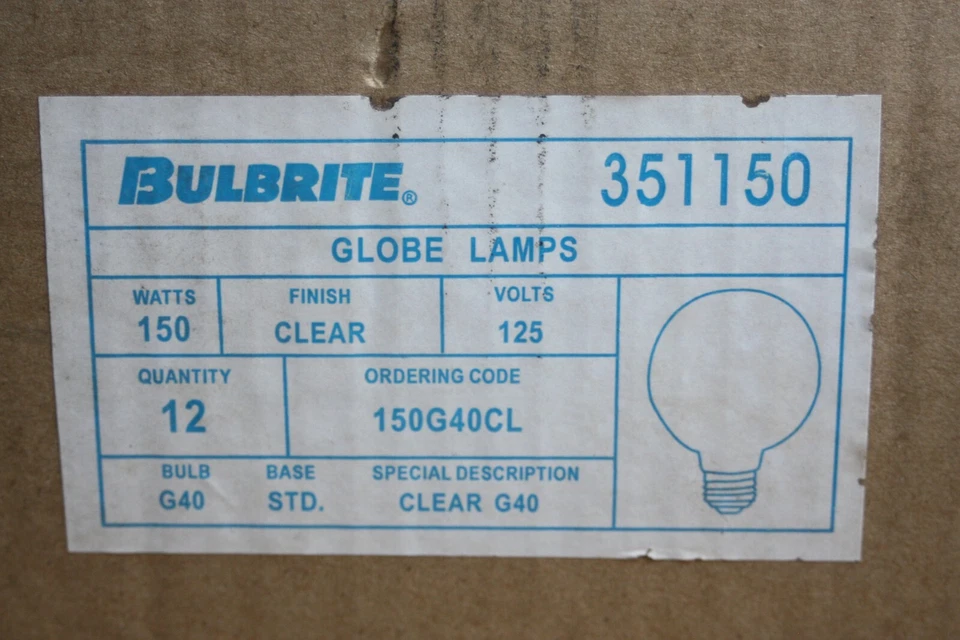 BULBRITE® 351150
GLOBE LAMPS
WATTS FINISH VOLTS
150 CLEAR 125
QUANTITY ORDERING CODE
12 150G40CL
BULB BASE SPECIAL DESCRIPTION
G40 STD. CLEAR G40